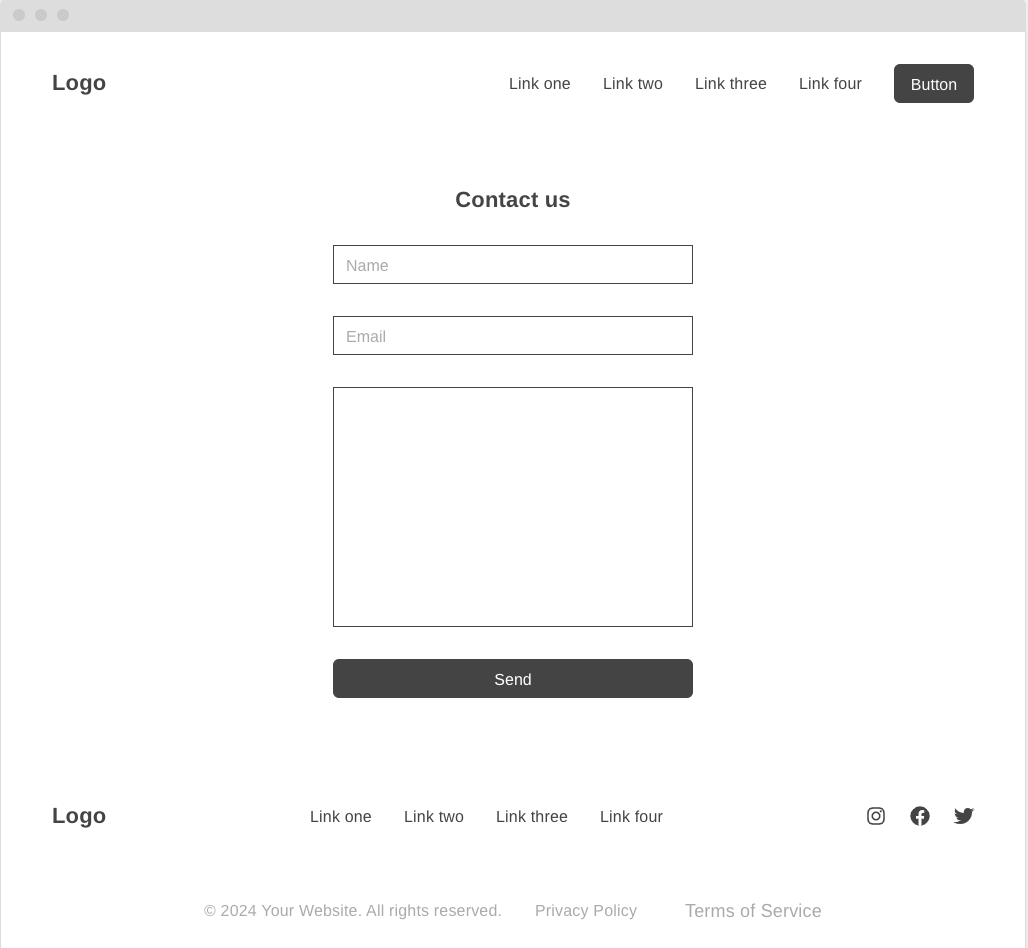 Logo Link one Link two Link three Link four Button
Contact us
Name
Email
Send
Logo Link one Link two Link three Link four
© 2024 Your Website. All rights reserved. Privacy Policy Terms of Service